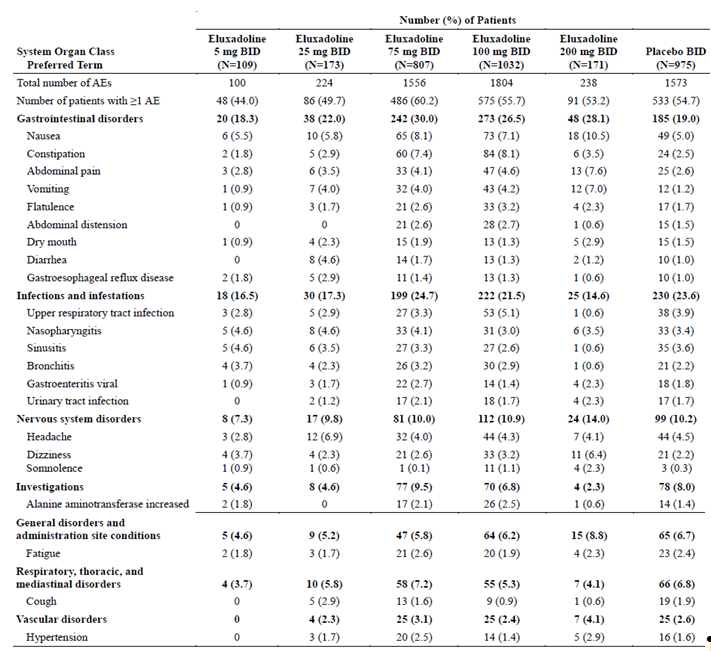 Number (%) of Patients
System Organ Class Preferred Term Eluxadoline 5 mg BID (N=109) Eluxadoline 25 mg BID (N=173) Eluxadoline 75 mg BID (N=807) Eluxadoline 100 mg BID (N=1032) Eluxadoline 200 mg BID (N=171) Placebo BID (N=975)
Total number of AEs 100 224 1556 1804 238 1573
Number of patients with ≥1 AE 48 (44.0) 86 (49.7) 486 (60.2) 575 (55.7) 91 (53.2) 533 (54.7)
Gastrointestinal disorders 20 (18.3) 38 (22.0) 242 (30.0) 273 (26.5) 48 (28.1) 185 (19.0)
Nausea 6 (5.5) 10 (5.8) 65 (8.1) 73 (7.1) 18 (10.5) 49 (5.0)
Constipation 2 (1.8) 5 (2.9) 60 (7.4) 84 (8.1) 6 (3.5) 24 (2.5)
Abdominal pain 3 (2.8) 6 (3.5) 33 (4.1) 47 (4.6) 13 (7.6) 25 (2.6)
Vomiting 1 (0.9) 7 (4.0) 32 (4.0) 43 (4.2) 12 (7.0) 12 (1.2)
Flatulence 1 (0.9) 3 (1.7) 21 (2.6) 33 (3.2) 4 (2.3) 17 (1.7)
Abdominal distension 0 0 21 (2.6) 28 (2.7) 1 (0.6) 15 (1.5)
Dry mouth 1 (0.9) 4 (2.3) 15 (1.9) 13 (1.3) 5 (2.9) 15 (1.5)
Diarrhea 0 8 (4.6) 14 (1.7) 13 (1.3) 2 (1.2) 10 (1.0)
Gastroesophageal reflux disease 2 (1.8) 5 (2.9) 11 (1.4) 13 (1.3) 1 (0.6) 10 (1.0)
Infections and infestations 18 (16.5) 30 (17.3) 199 (24.7) 222 (21.5) 25 (14.6) 230 (23.6)
Upper respiratory tract infection 3 (2.8) 5 (2.9) 27 (3.3) 53 (5.1) 1 (0.6) 38 (3.9)
Nasopharyngitis 5 (4.6) 8 (4.6) 33 (4.1) 31 (3.0) 6 (3.5) 33 (3.4)
Sinusitis 5 (4.6) 6 (3.5) 27 (3.3) 27 (2.6) 1 (0.6) 35 (3.6)
Bronchitis 4 (3.7) 4 (2.3) 26 (3.2) 30 (2.9) 1 (0.6) 21 (2.2)
Gastroenteritis viral 1 (0.9) 3 (1.7) 22 (2.7) 14 (1.4) 4 (2.3) 18 (1.8)
Urinary tract infection 0 2 (1.2) 17 (2.1) 18 (1.7) 4 (2.3) 17 (1.7)
Nervous system disorders 8 (7.3) 17 (9.8) 81 (10.0) 112 (10.9) 24 (14.0) 99 (10.2)
Headache 3 (2.8) 12 (6.9) 32 (4.0) 44 (4.3) 7 (4.1) 44 (4.5)
Dizziness 4 (3.7) 4 (2.3) 21 (2.6) 33 (3.2) 11 (6.4) 21 (2.2)
Somnolence 1 (0.9) 1 (0.6) 1 (0.1) 11 (1.1) 4 (2.3) 3 (0.3)
Investigations 5 (4.6) 8 (4.6) 77 (9.5) 70 (6.8) 4 (2.3) 78 (8.0)
Alanine aminotransferase increased 2 (1.8) 0 17 (2.1) 26 (2.5) 1 (0.6) 14 (1.4)
General disorders and
administration site conditions 5 (4.6) 9 (5.2) 47 (5.8) 64 (6.2) 15 (8.8) 65 (6.7)
Fatigue 2 (1.8) 3 (1.7) 21 (2.6) 20 (1.9) 4 (2.3) 23 (2.4)
Respiratory, thoracic, and
mediastinal disorders 4 (3.7) 10 (5.8) 58 (7.2) 55 (5.3) 7 (4.1) 66 (6.8)
Cough 0 5 (2.9) 13 (1.6) 9 (0.9) 1 (0.6) 19 (1.9)
Vascular disorders 0 4 (2.3) 25 (3.1) 25 (2.4) 7 (4.1) 25 (2.6)
Hypertension 0 3 (1.7) 20 (2.5) 14 (1.4) 5 (2.9) 16 (1.6)